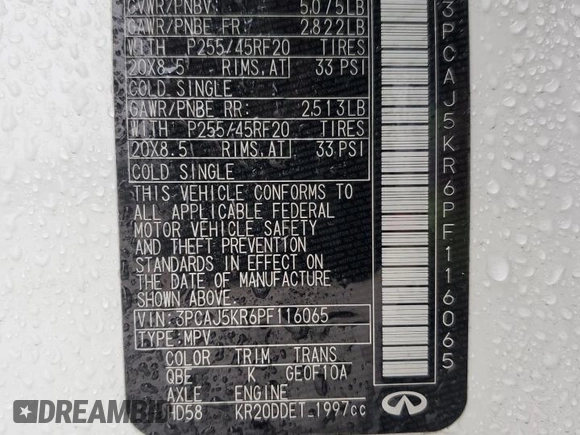 GVWR/PNBV: 5.075LB
GAWR/PNBE FR: 2.822LB
WITH P255/45RF20 TIRES
20X8.5 RIMS.AT 33 PSI
COLD SINGLE
GAWR/PNBE RR: 2.513LB
WITH P255/45RF20 TIRES
20X8.5 RIMS.AT 33 PSI
COLD SINGLE
THIS VEHICLE CONFORMS TO
ALL APPLICABLE FEDERAL
MOTOR VEHICLE SAFETY
AND THEFT PREVENTION
STANDARDS IN EFFECT ON
THE DATE OF MANUFACTURE
SHOWN ABOVE.
VIN: 3PCAJ5KR6PF116065
TYPE:MPV
COLOR TRIM TRANS
QBE K GE0F10A
AXLE ENGINE
HD58 KR20DDET-1997cc
3PCAJ5KR6PF116065
DIDIERMO.COM